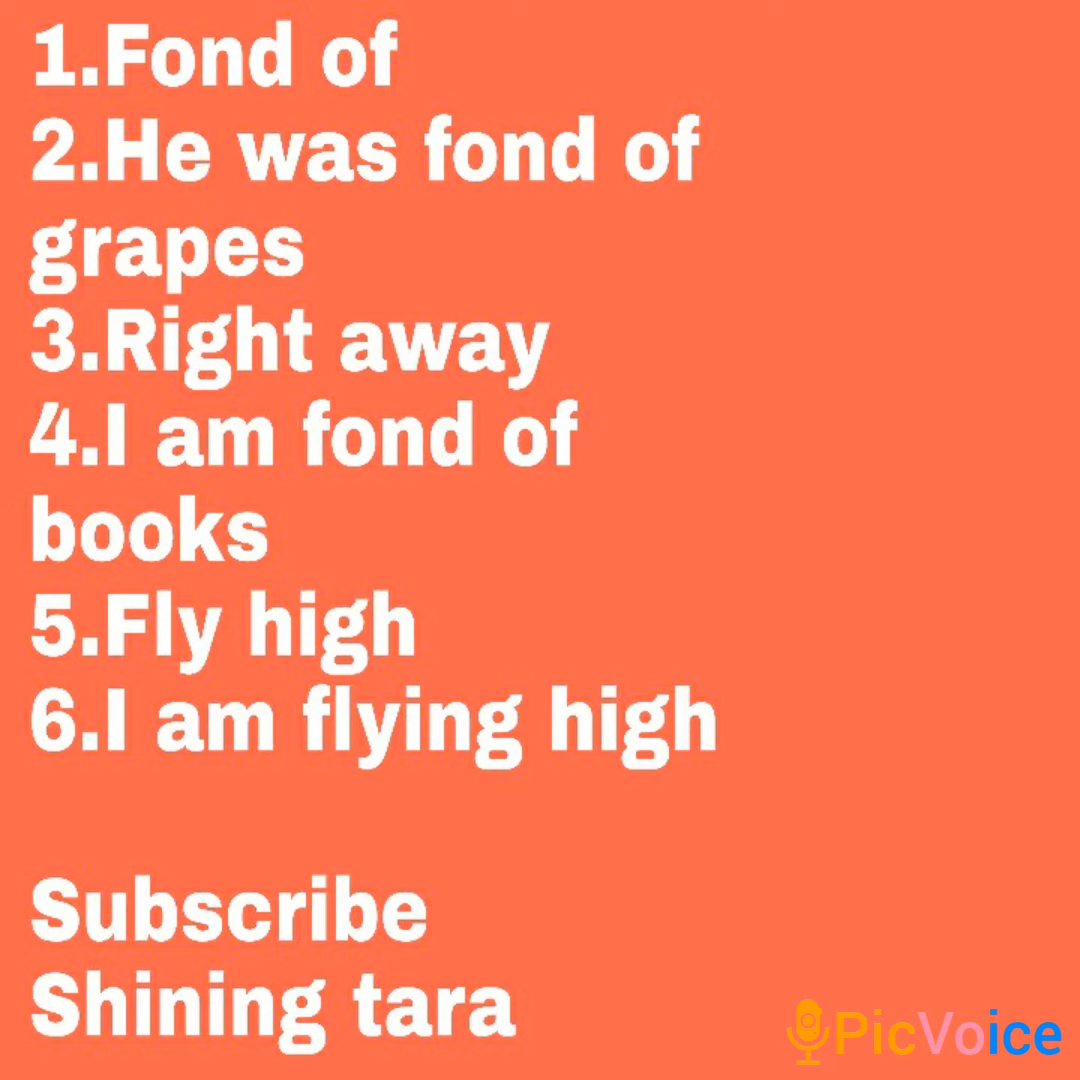 1.Fond of
2.He was fond of
grapes
3.Right away
4.I am fond of
books
5.Fly high
6.I am flying high
Subscribe
Shining tara
PicVoice